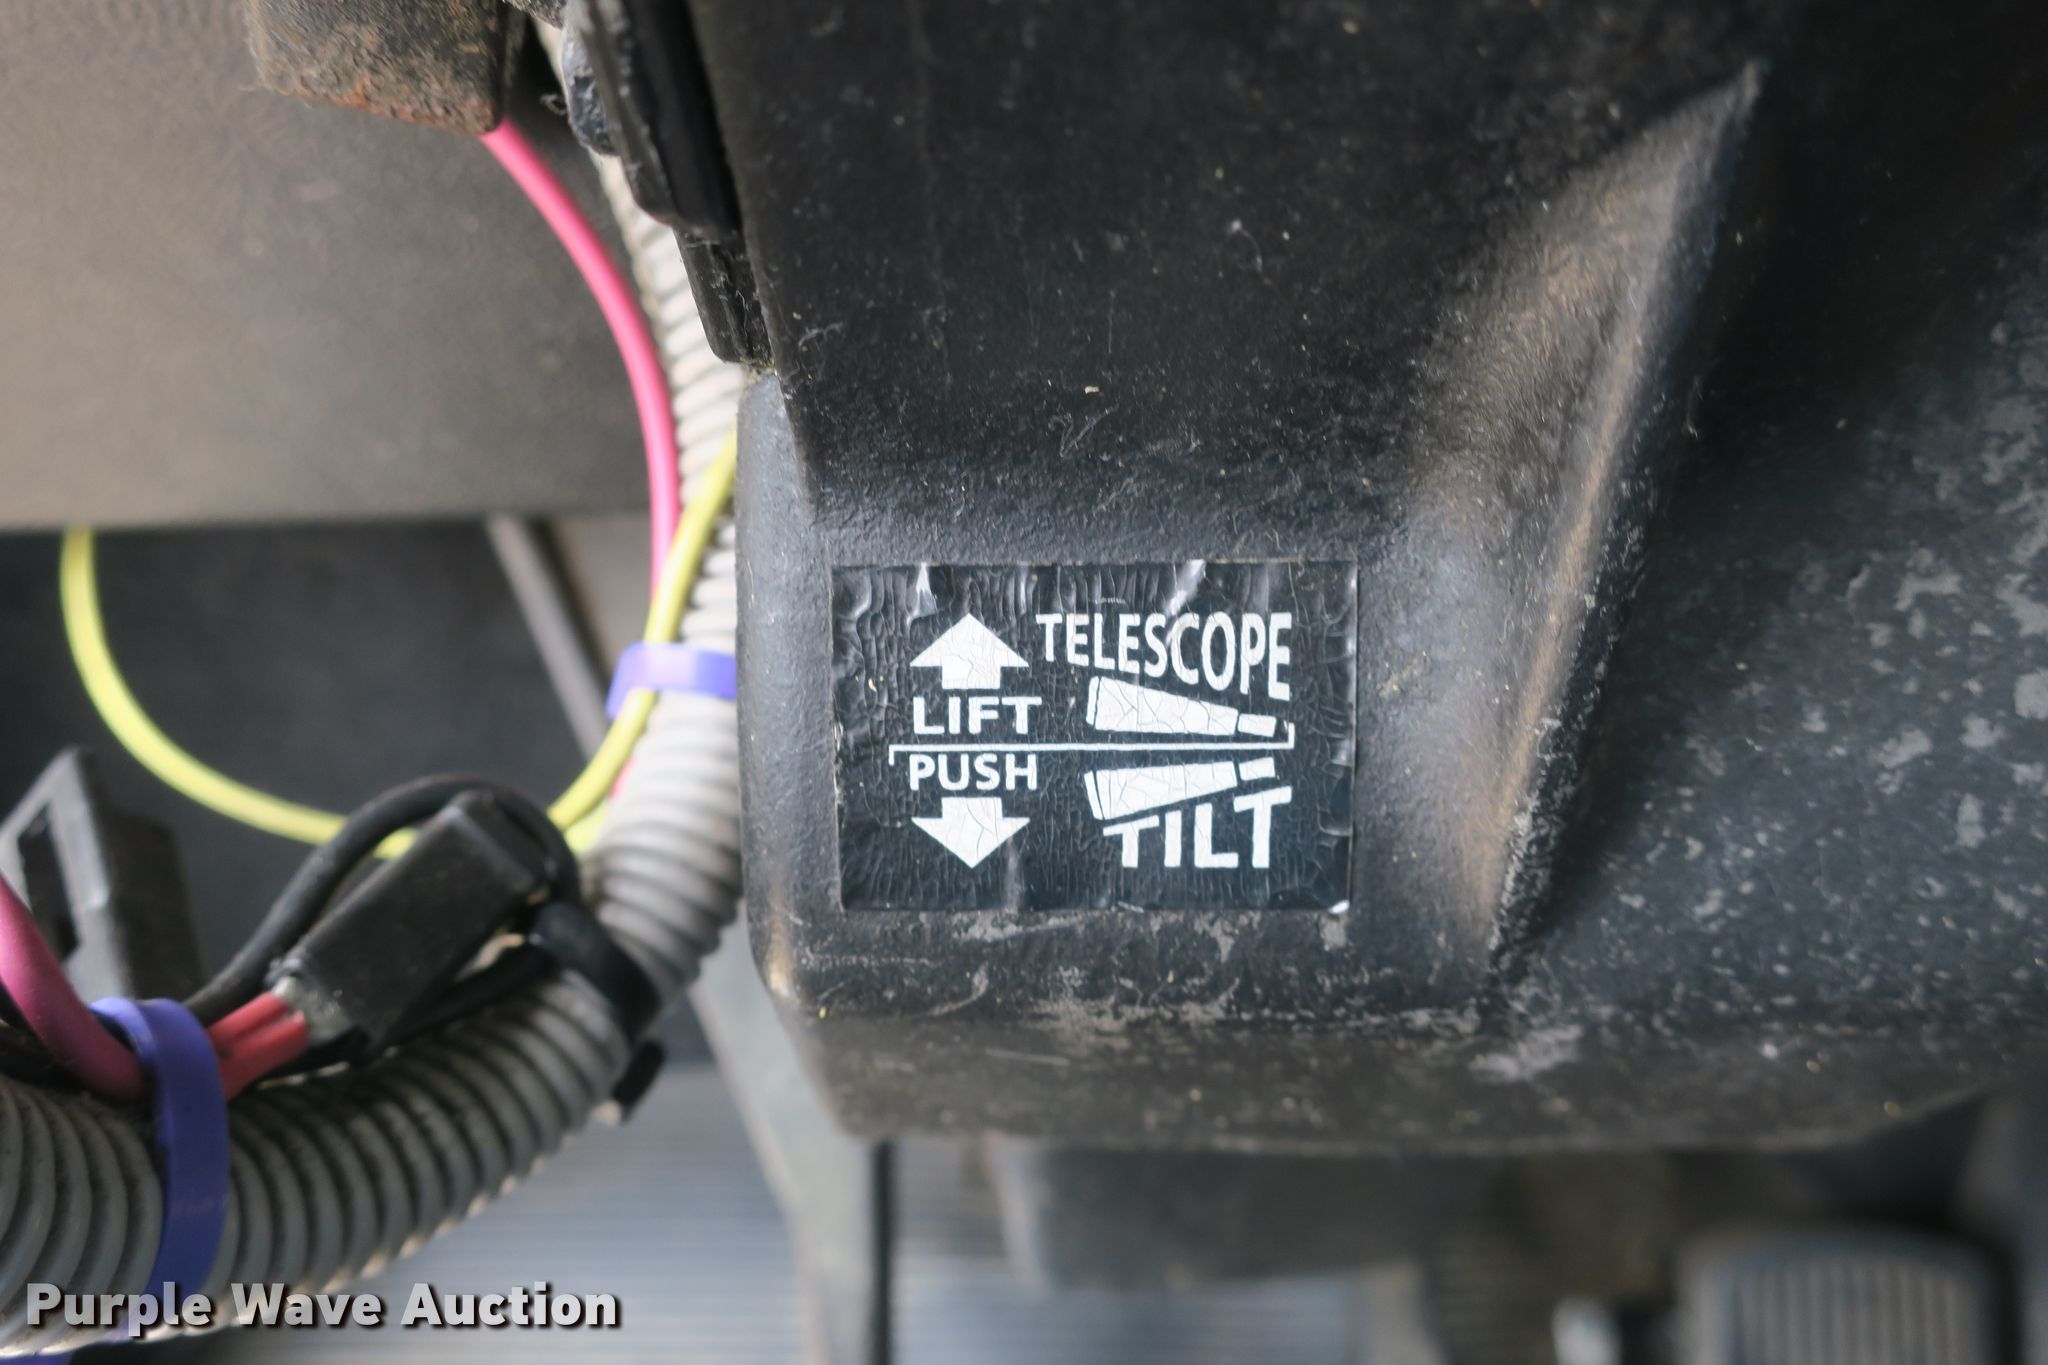 TELESCOPE
LIFT
PUSH
TILT
Purple Wave Auction